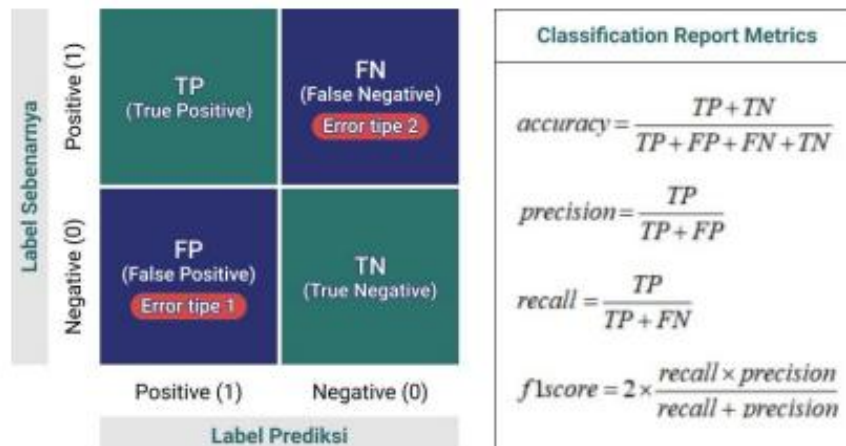 Label Sebenarnya
Positive (1)
Negative (0)
TP
(True Positive)
FN
(False Negative)
Error tipe 2
FP
(False Positive)
Error tipe 1
TN
(True Negative)
Positive (1)
Negative (0)
Label Prediksi
Classification Report Metrics
accuracy = TP + TN / TP + FP + FN + TN
precision = TP / TP + FP
recall = TP / TP + FN
f1score = 2 × recall × precision / recall + precision